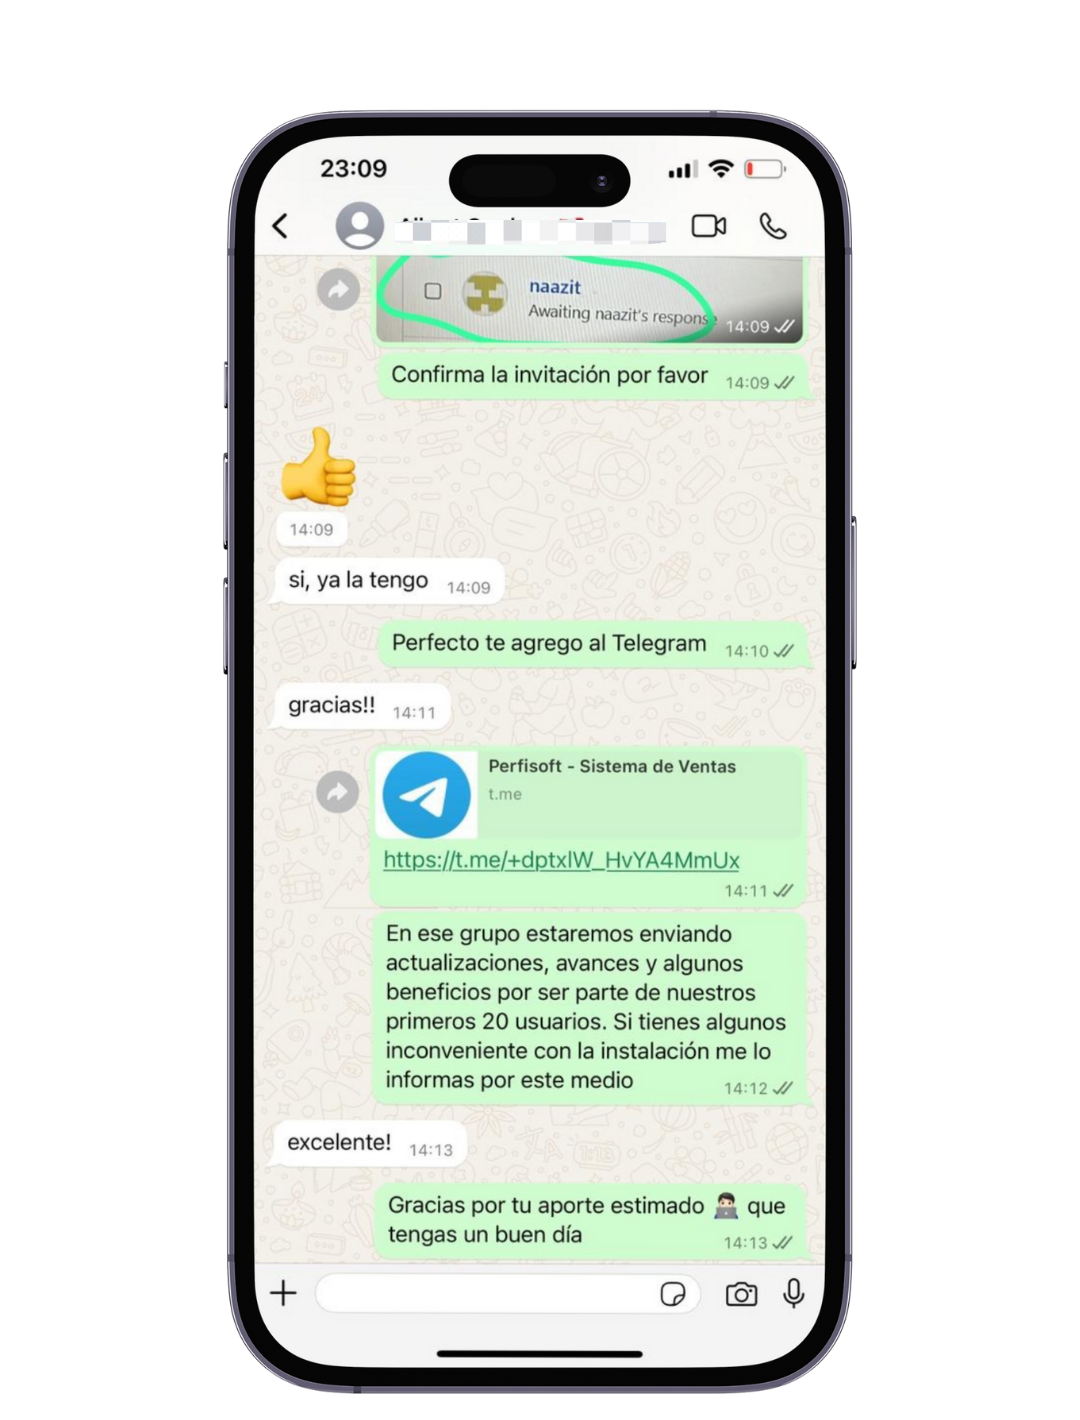 23:09
naazit
Awaiting naazit's response
14:09
Confirma la invitación por favor 14:09
14:09
si, ya la tengo 14:09
Perfecto te agrego al Telegram 14:10
gracias!! 14:11
Perfisoft - Sistema de Ventas
t.me
https://t.me/+dptxlW_HvYA4MmUx
14:11
En ese grupo estaremos enviando
actualizaciones, avances y algunos
beneficios por ser parte de nuestros
primeros 20 usuarios. Si tienes algunos
inconveniente con la instalación me lo
informas por este medio 14:12
excelente! 14:13
Gracias por tu aporte estimado 👨🏻‍💻 que
tengas un buen día 14:13